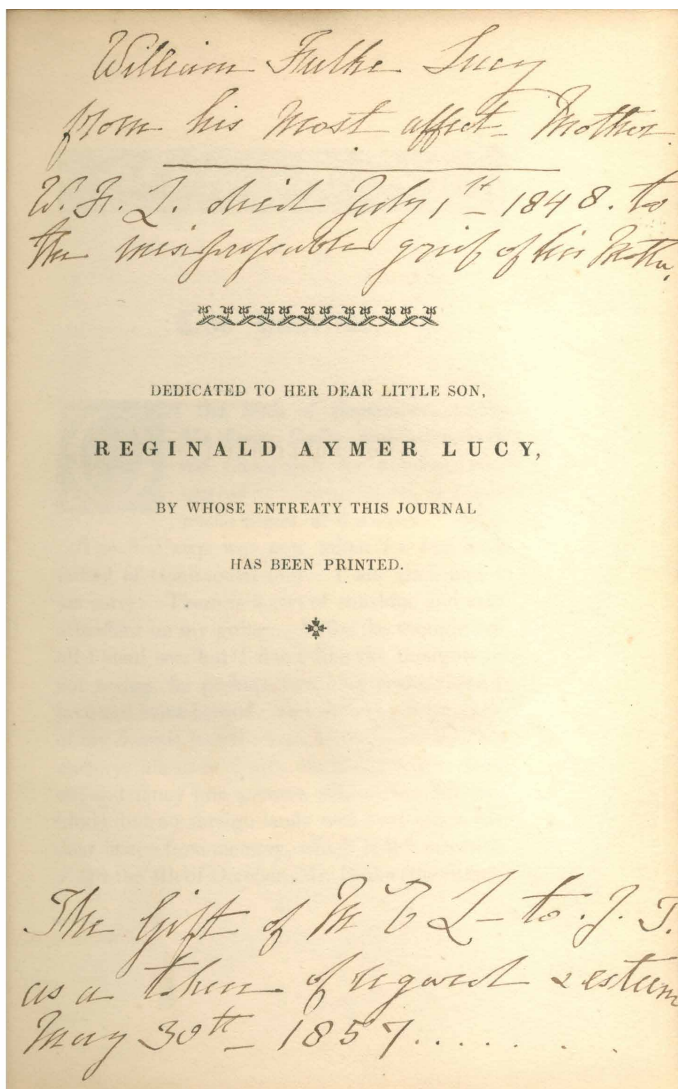 William Fulke Lucy
from his most affect- Mother
W. F. L. died July 1st - 1848. to
the inexpressable grief of his Mother.
DEDICATED TO HER DEAR LITTLE SON,
REGINALD AYMER LUCY,
BY WHOSE ENTREATY THIS JOURNAL
HAS BEEN PRINTED.
The Gift of M E L - to. J. T.
as a token of regard & esteem
May 30th - 1857 . . . . . . . .